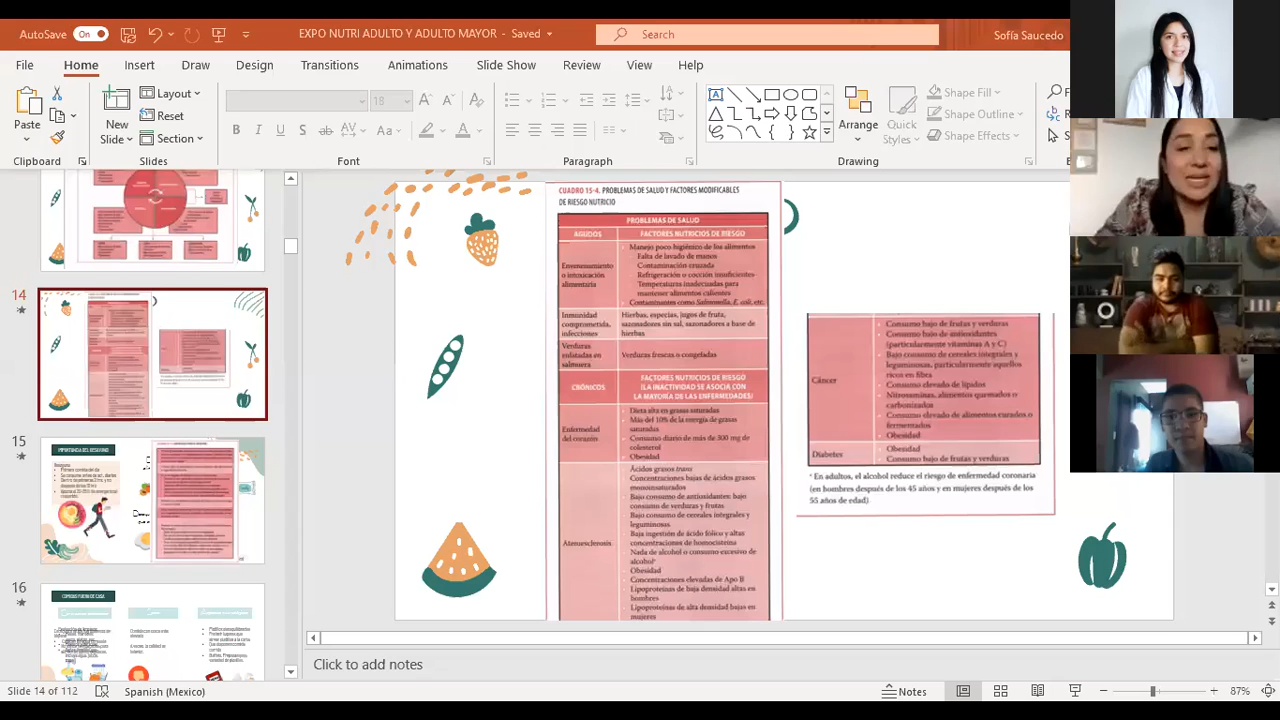 AutoSave
On
EXPO NUTRI ADULTO Y ADULTO MAYOR - Saved
Search
Sofía Saucedo
File
Home
Insert
Draw
Design
Transitions
Animations
Slide Show
Review
View
Help
Paste
Clipboard
New
Slide
Layout
Reset
Section
Slides
18
Font
Paragraph
Arrange
Quick
Styles
Shape Fill
Shape Outline
Shape Effects
Drawing
15
IMPORTANCIA DEL DESAYUNO
16
COMIDAS FUERA DE CASA
CUADRO 15-4. PROBLEMAS DE SALUD Y FACTORES MODIFICABLES
DE RIESGO NUTRICIO
PROBLEMAS DE SALUD
AGUDOS
FACTORES NUTRICIOS DE RIESGO
Envenenamiento
o intoxicación
alimentaria
Manejo poco higiénico de los alimentos
Falta de lavado de manos
Contaminación cruzada
Refrigeración o cocción insuficientes
Temperaturas inadecuadas para
mantener alimentos calientes
Contaminantes como Salmonella, E. coli, etc.
Inmunidad
comprometida,
infecciones
Hierbas, especias, jugos de fruta,
sazonadores sin sal, sazonadores a base de
hierbas
Verduras
enlatadas en
salmuera
Verduras frescas o congeladas
CRÓNICOS
FACTORES NUTRICIOS DE RIESGO
(LA INACTIVIDAD SE ASOCIA CON
LA MAYORÍA DE LAS ENFERMEDADES)
Enfermedad
del corazón
Dieta alta en grasas saturadas
Más del 10% de la energía de grasas
saturadas
Consumo diario de más de 300 mg de
colesterol
Obesidad
Ateroesclerosis
Ácidos grasos trans
Concentraciones bajas de ácidos grasos
monoinsaturados
Bajo consumo de antioxidantes: bajo
consumo de verduras y frutas
Bajo consumo de cereales integrales y
leguminosas
Baja ingestión de ácido fólico y altas
concentraciones de homocisteína
Nada de alcohol o consumo excesivo de
alcohol*
Obesidad
Concentraciones elevadas de Apo B
Lipoproteínas de baja densidad altas en
hombres
Lipoproteínas de alta densidad bajas en
mujeres
Cáncer
Consumo bajo de frutas y verduras
Consumo bajo de antioxidantes
(particularmente vitaminas A y C)
Bajo consumo de cereales integrales y
leguminosas, particularmente aquellos
ricos en fibra
Consumo elevado de lípidos
Nitrosaminas, alimentos quemados o
carbonizados
Consumo elevado de alimentos curados o
fermentados
Obesidad
Diabetes
Obesidad
Consumo bajo de frutas y verduras
* En adultos, el alcohol reduce el riesgo de enfermedad coronaria
(en hombres después de los 45 años y en mujeres después de los
55 años de edad)
Click to add notes
Slide 14 of 112
Spanish (Mexico)
Notes
87%